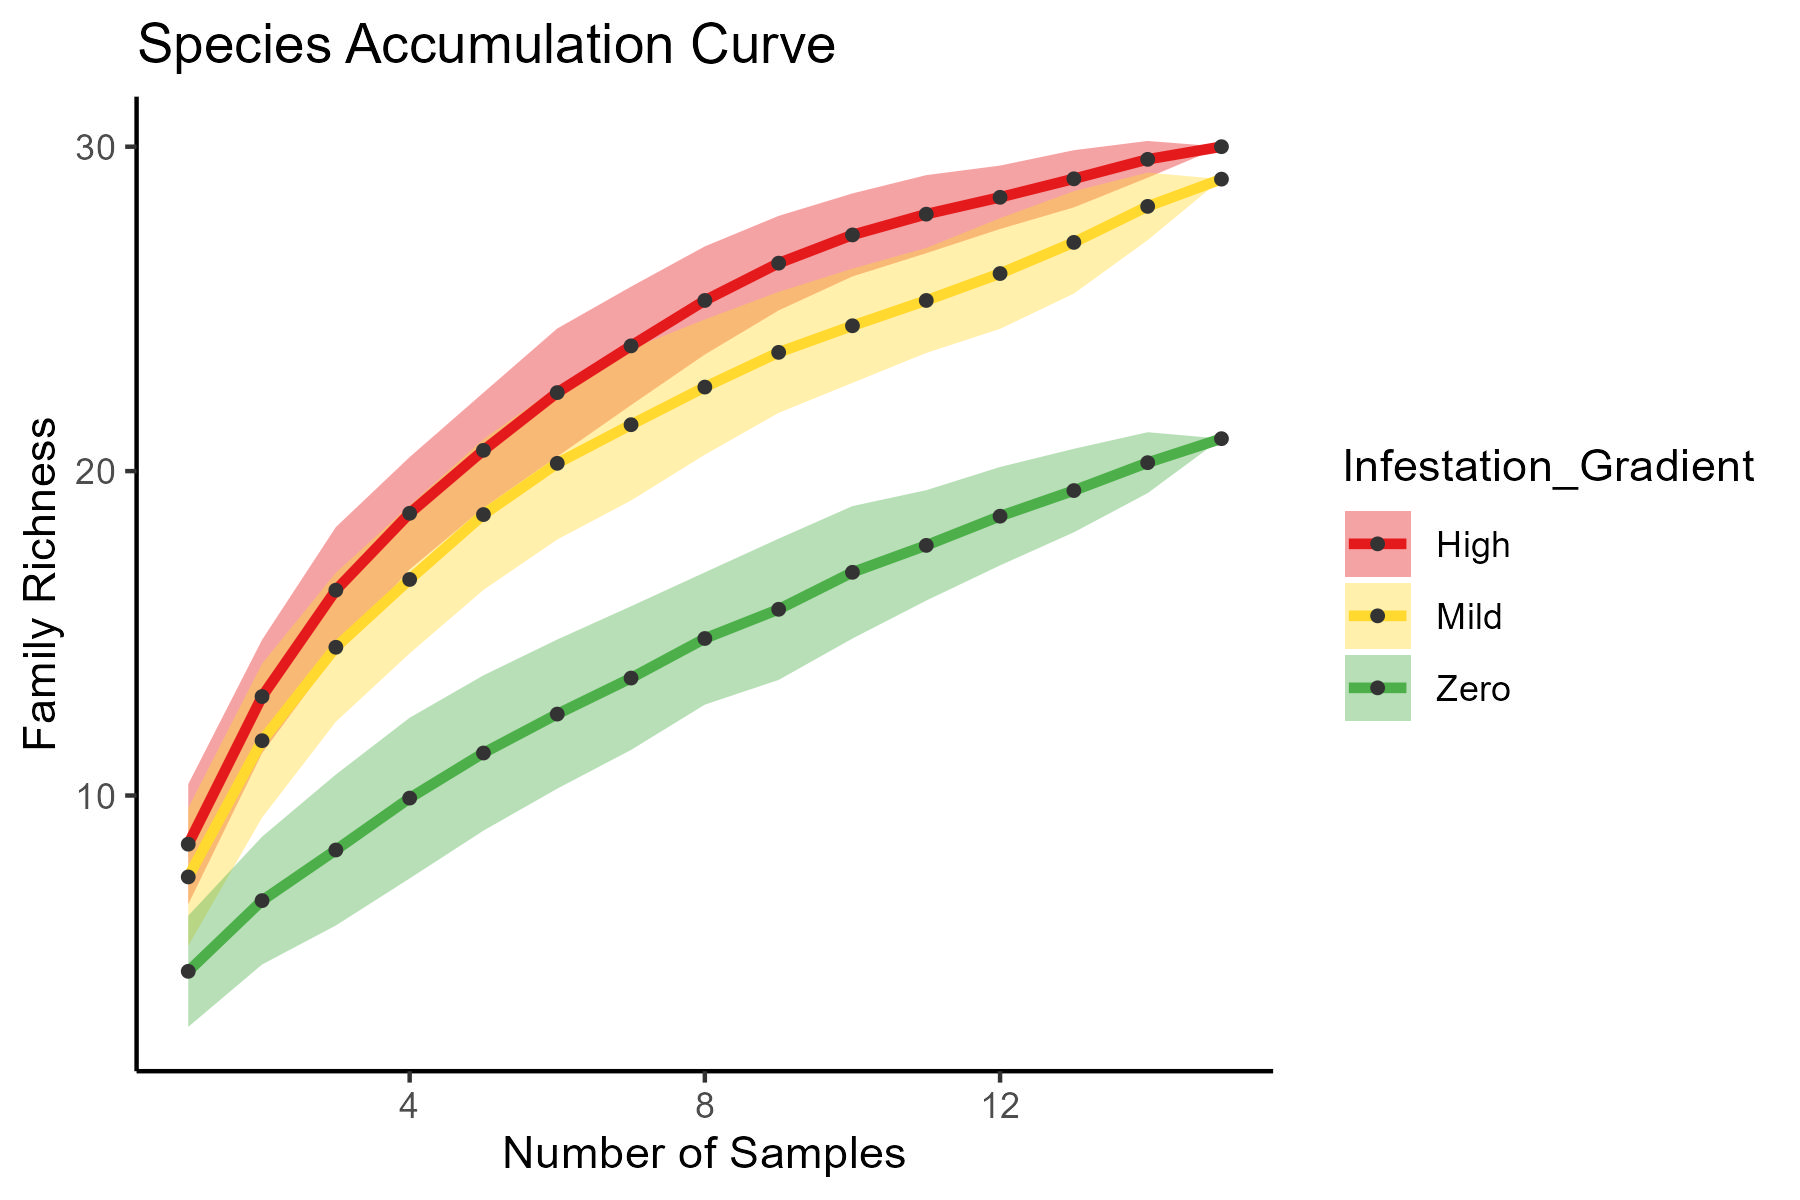 Species Accumulation Curve
30
20
10
Family Richness
4 8 12
Number of Samples
Infestation_Gradient
High
Mild
Zero